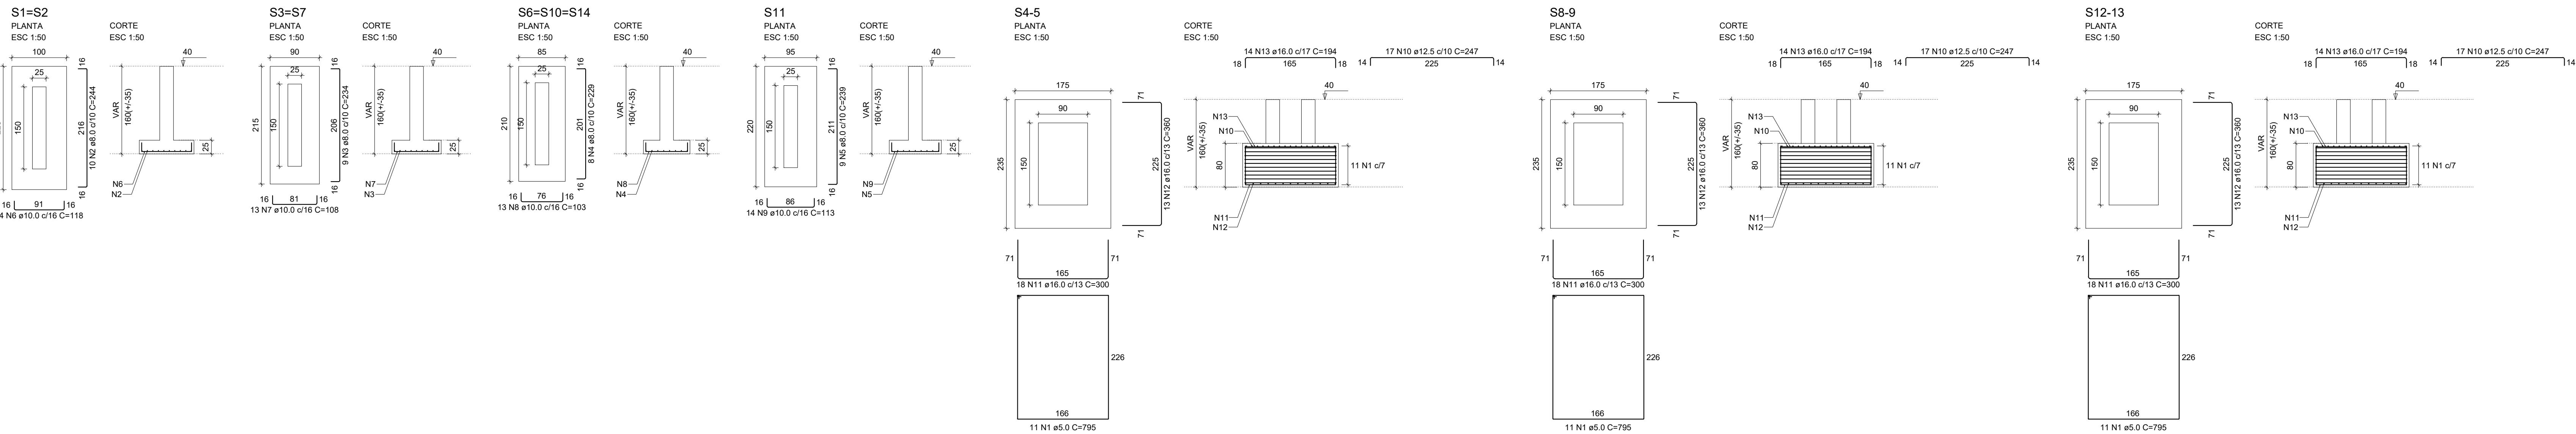 S1=S2
PLANTA
ESC 1:50
CORTE
ESC 1:50
100
25
150
16
216
16
10 N2 ø8.0 c/10 C=244
16
91
16
N6 ø10.0 c/16 C=118
40
VAR
160(+/-35)
25
N6
N2
S3=S7
PLANTA
ESC 1:50
CORTE
ESC 1:50
90
25
215
150
16
206
16
9 N3 ø8.0 c/10 C=234
16
81
16
13 N7 ø10.0 c/16 C=108
40
VAR
160(+/-35)
25
N7
N3
S6=S10=S14
PLANTA
ESC 1:50
CORTE
ESC 1:50
85
25
210
150
16
201
16
8 N4 ø8.0 c/10 C=229
16
76
16
13 N8 ø10.0 c/16 C=103
40
VAR
160(+/-35)
25
N8
N4
S11
PLANTA
ESC 1:50
CORTE
ESC 1:50
95
25
220
150
16
211
16
9 N5 ø8.0 c/10 C=239
16
86
16
14 N9 ø10.0 c/16 C=113
40
VAR
160(+/-35)
25
N9
N5
S4-5
PLANTA
ESC 1:50
CORTE
ESC 1:50
14 N13 ø16.0 c/17 C=194
18
165
18
17 N10 ø12.5 c/10 C=247
14
225
14
175
90
235
150
71
225
71
13 N12 ø16.0 c/13 C=360
40
VAR
160(+/-35)
80
N13
N10
11 N1 c/7
N11
N12
71
165
71
18 N11 ø16.0 c/13 C=300
226
166
11 N1 ø5.0 C=795
S8-9
PLANTA
ESC 1:50
CORTE
ESC 1:50
14 N13 ø16.0 c/17 C=194
18
165
18
17 N10 ø12.5 c/10 C=247
14
225
14
175
90
235
150
71
225
71
13 N12 ø16.0 c/13 C=360
40
VAR
160(+/-35)
80
N13
N10
11 N1 c/7
N11
N12
71
165
71
18 N11 ø16.0 c/13 C=300
226
166
11 N1 ø5.0 C=795
S12-13
PLANTA
ESC 1:50
CORTE
ESC 1:50
14 N13 ø16.0 c/17 C=194
18
165
18
17 N10 ø12.5 c/10 C=247
14
225
14
175
90
235
150
71
225
71
13 N12 ø16.0 c/13 C=360
40
VAR
160(+/-35)
80
N13
N10
11 N1 c/7
N11
N12
71
165
71
18 N11 ø16.0 c/13 C=300
226
166
11 N1 ø5.0 C=795